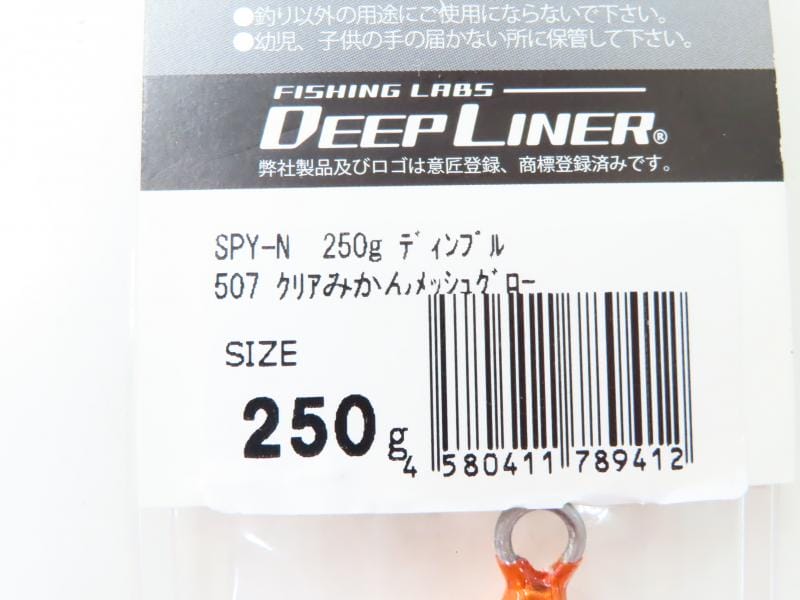 ●釣り以外の用途にご使用にならないで下さい。
●幼児、子供の手の届かない所に保管して下さい。
FISHING LABS
DEEP LINER®
弊社製品及びロゴは意匠登録、商標登録済みです。
SPY-N 250g ディンプル
507 クリアみかん/メッシュグロー
SIZE
250g
4 580411 789412